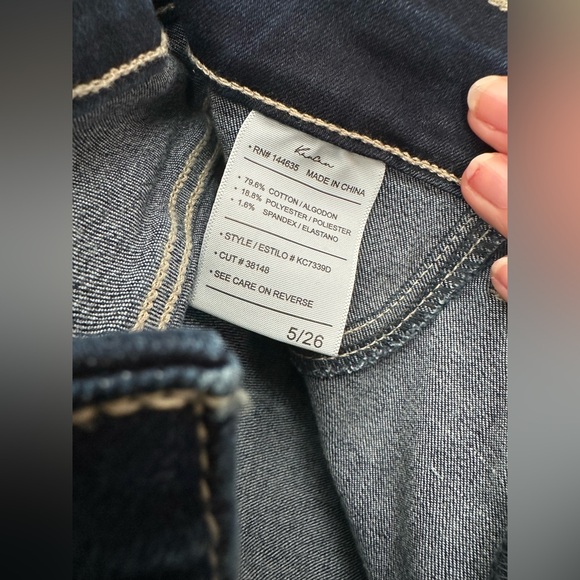 KanCan
• RN# 144635 MADE IN CHINA
• 79.6% COTTON / ALGODON
• 18.8% POLYESTER / POLIESTER
• 1.6% SPANDEX / ELASTANO
• STYLE / ESTILO # KC7339D
• CUT # 38148
• SEE CARE ON REVERSE
5/26